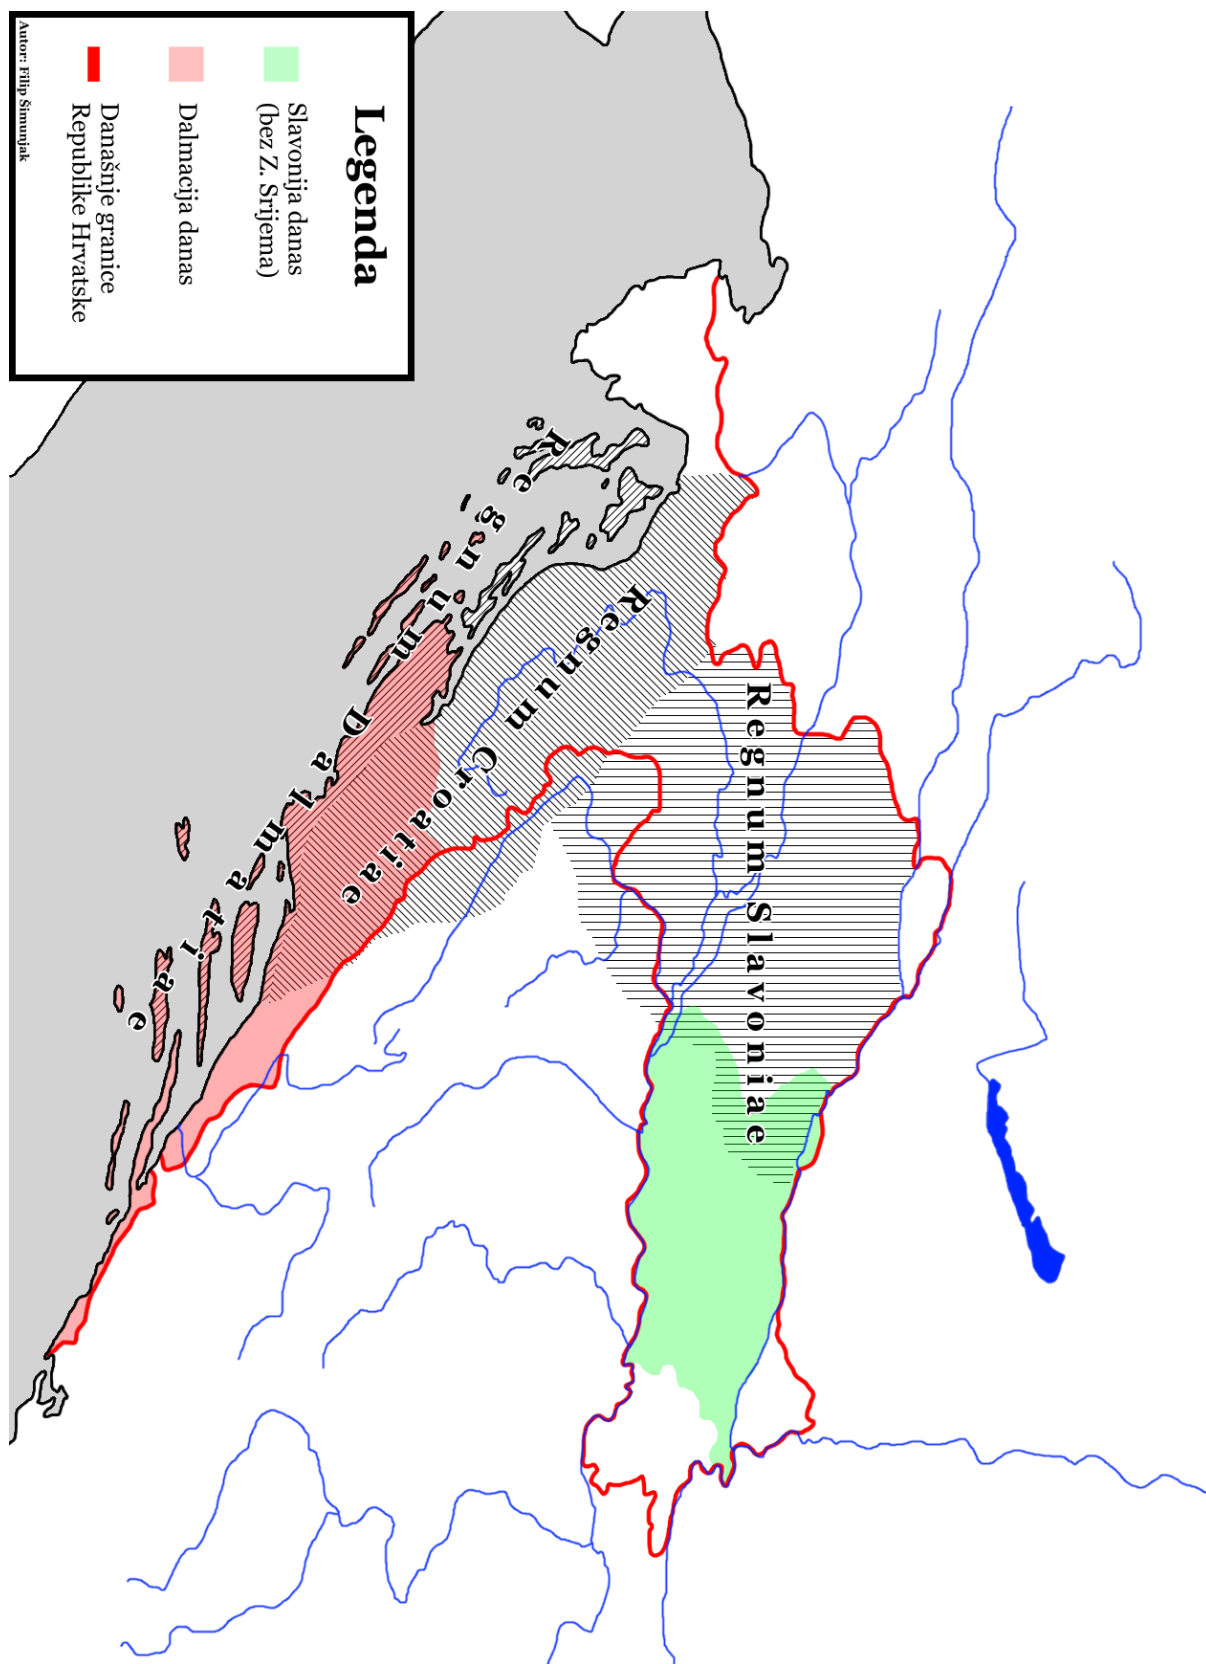 Legenda
Slavonija danas
(bez Z. Srijema)
Dalmacija danas
Današnje granice
Republike Hrvatske
Autor: Filip Šimunjak
Regnum Slavoniae
Regnum Croatiae
Regnum Dalmatiae